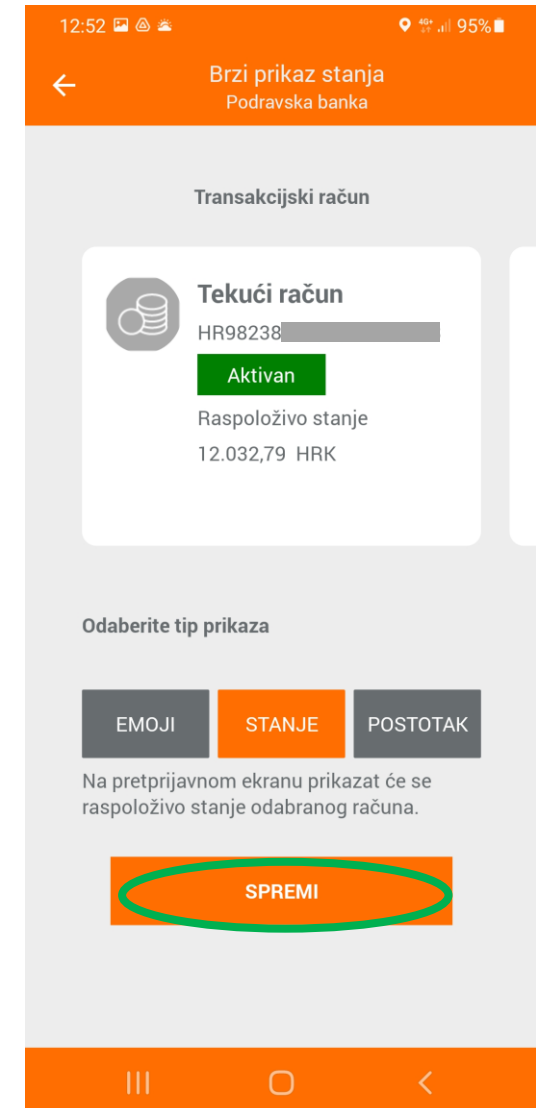 12:52 4G+ 95%
Brzi prikaz stanja
Podravska banka
Transakcijski račun
Tekući račun
HR98238
Aktivan
Raspoloživo stanje
12.032,79 HRK
Odaberite tip prikaza
EMOJI STANJE POSTOTAK
Na pretprijavnom ekranu prikazat će se
raspoloživo stanje odabranog računa.
SPREMI